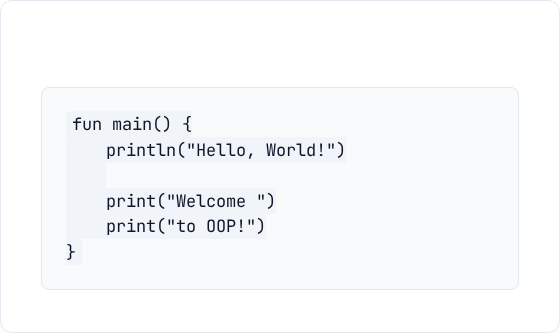 fun main() {
    println("Hello, World!")

    print("Welcome ")
    print("to OOP!")
}